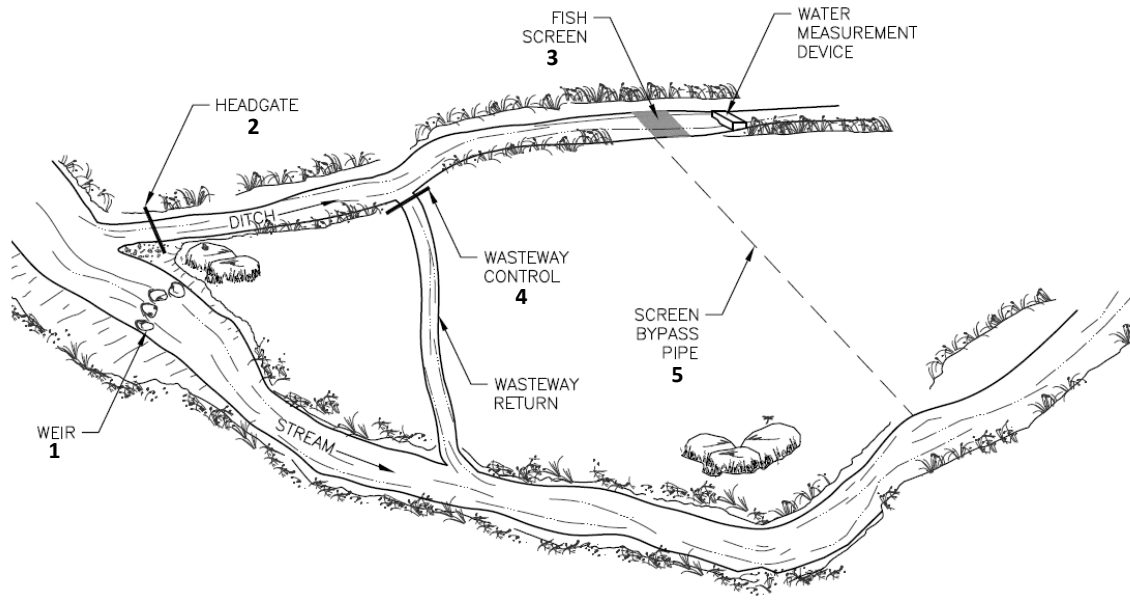 FISH
SCREEN
3
WATER
MEASUREMENT
DEVICE
HEADGATE
2
DITCH
WASTEWAY
CONTROL
4
SCREEN
BYPASS
PIPE
5
WASTEWAY
RETURN
WEIR
1
STREAM